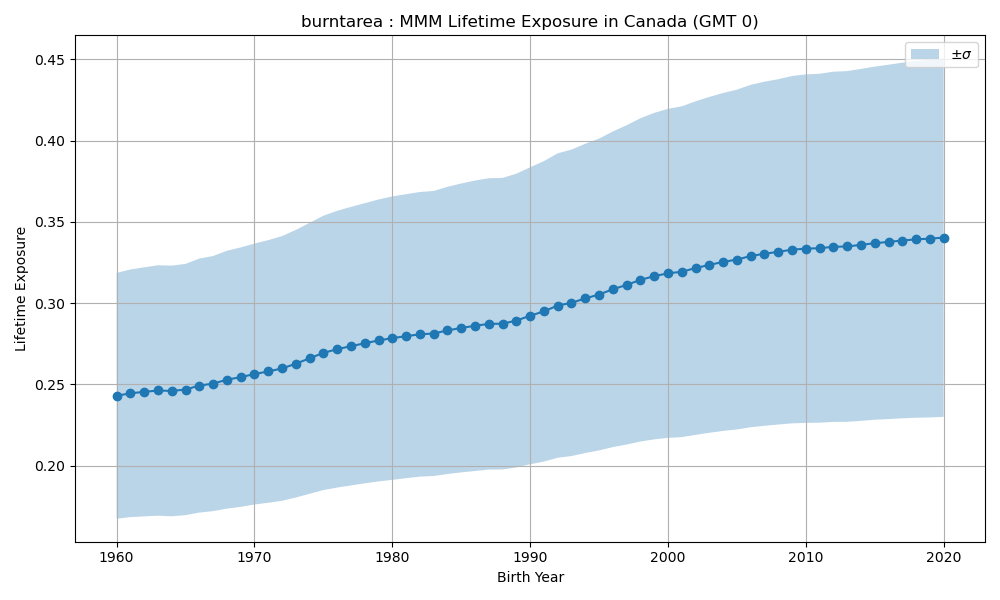 burntarea : MMM Lifetime Exposure in Canada (GMT 0)
±σ
Lifetime Exposure
0.45
0.40
0.35
0.30
0.25
0.20
1960 1970 1980 1990 2000 2010 2020
Birth Year